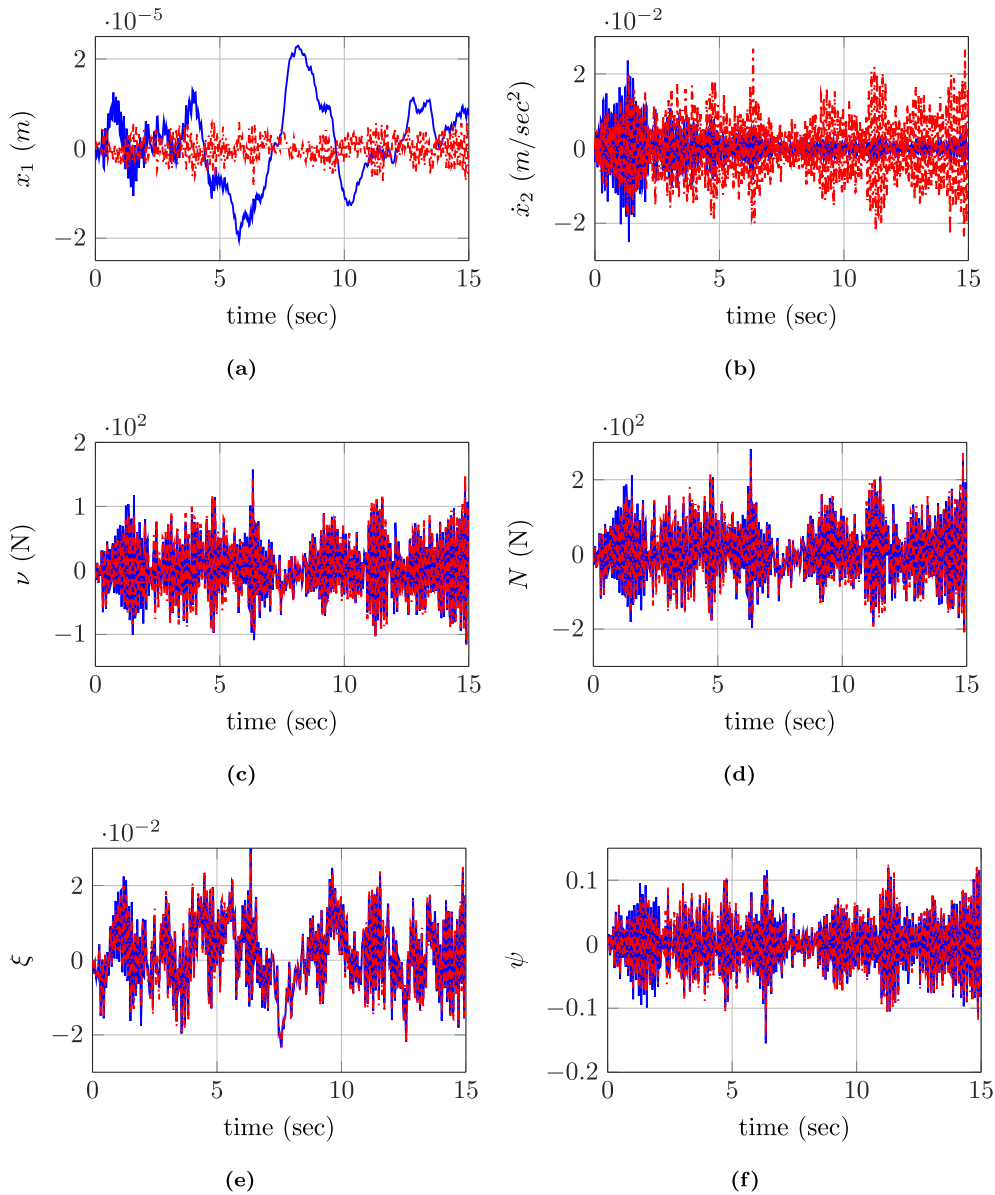 ·10⁻⁵
2
0
−2
x₁ (m)
0 5 10 15
time (sec)
(a)
·10⁻²
2
0
−2
ẋ₂ (m/sec²)
0 5 10 15
time (sec)
(b)
·10²
2
1
0
−1
ν (N)
0 5 10 15
time (sec)
(c)
·10²
2
0
−2
N (N)
0 5 10 15
time (sec)
(d)
·10⁻²
2
0
−2
ξ
0 5 10 15
time (sec)
(e)
0.1
0
−0.1
−0.2
ψ
0 5 10 15
time (sec)
(f)